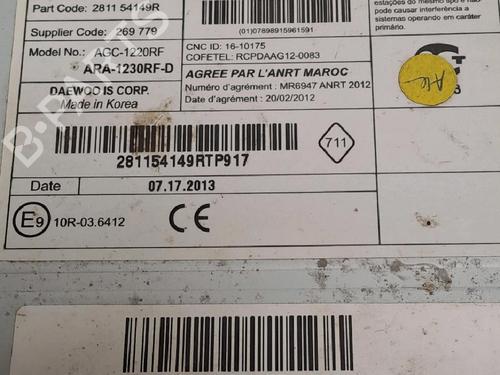 Part Code: 2811 54149R
Supplier Code: 269 779
Model No.: AGC-1220RF
ARA-1230RF-D
DAEWOO IS CORP.
Made in Korea
(01)07898915961591
CNC ID: 16-10175
COFETEL: RCPDAAG12-0083
AGREE PAR L'ANRT MAROC
Numéro d'agrément : MR6947 ANRT 2012
Date d'agrément : 20/02/2012
estações do mesmo tipo e não
pode causar interferência a
sistemas operando em caráter
primário.
281154149RTP917
711
Date 07.17.2013
E9 10R-03.6412
CE
B-PARTS